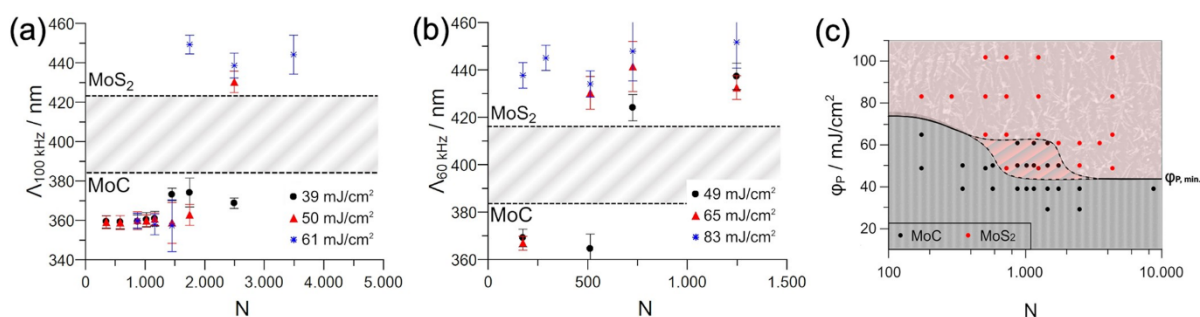 (a)
460
440
420
400
380
360
340
Λ100 kHz / nm
MoS2
MoC
39 mJ/cm²
50 mJ/cm²
61 mJ/cm²
0
1.000
2.000
3.000
4.000
5.000
N
(b)
460
440
420
400
380
360
Λ60 kHz / nm
MoS2
MoC
49 mJ/cm²
65 mJ/cm²
83 mJ/cm²
0
500
1.000
1.500
N
(c)
100
80
60
40
20
φP / mJ/cm²
φP, min.
MoC
MoS2
100
1.000
10.000
N